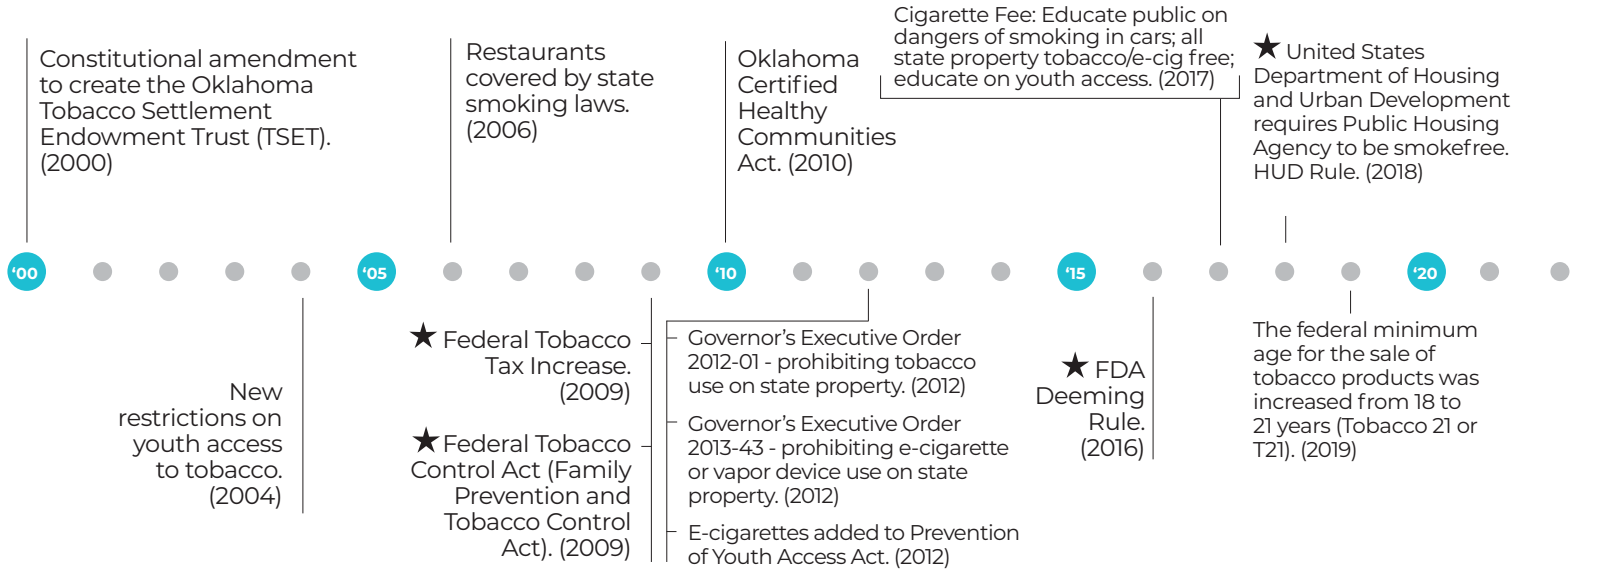 Constitutional amendment
to create the Oklahoma
Tobacco Settlement
Endowment Trust (TSET).
(2000)
Restaurants
covered by state
smoking laws.
(2006)
Oklahoma
Certified
Healthy
Communities
Act. (2010)
Cigarette Fee: Educate public on
dangers of smoking in cars; all
state property tobacco/e-cig free;
educate on youth access. (2017)
★ United States
Department of Housing
and Urban Development
requires Public Housing
Agency to be smokefree.
HUD Rule. (2018)
‘00
‘05
‘10
‘15
‘20
New
restrictions on
youth access
to tobacco.
(2004)
★ Federal Tobacco
Tax Increase.
(2009)
★ Federal Tobacco
Control Act (Family
Prevention and
Tobacco Control
Act). (2009)
Governor’s Executive Order
2012-01 - prohibiting tobacco
use on state property. (2012)
Governor’s Executive Order
2013-43 - prohibiting e-cigarette
or vapor device use on state
property. (2012)
E-cigarettes added to Prevention
of Youth Access Act. (2012)
★ FDA
Deeming
Rule.
(2016)
The federal minimum
age for the sale of
tobacco products was
increased from 18 to
21 years (Tobacco 21 or
T21). (2019)